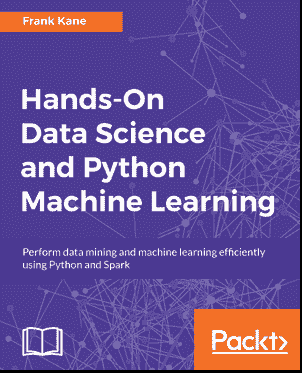 Frank Kane
Hands-On
Data Science
and Python
Machine Learning
Perform data mining and machine learning efficiently
using Python and Spark
Packt>